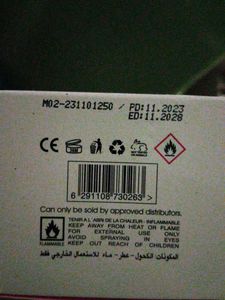 M02-231101250 / PD:11.2023
ED:11.2028
CE
6 291108 730263 >
Can only be sold by approved distributors.
TENIR A L ABRI DE LA CHALEUR - INFLAMMABLE
KEEP AWAY FROM HEAT OR FLAME
FOR EXTERNAL USE ONLY
AVOID SPRAYING IN EYES
KEEP OUT REACH OF CHILDREN
FLAMMABLE
المكونات الكحول - عطر - ماء للاستعمال الخارجي فقط